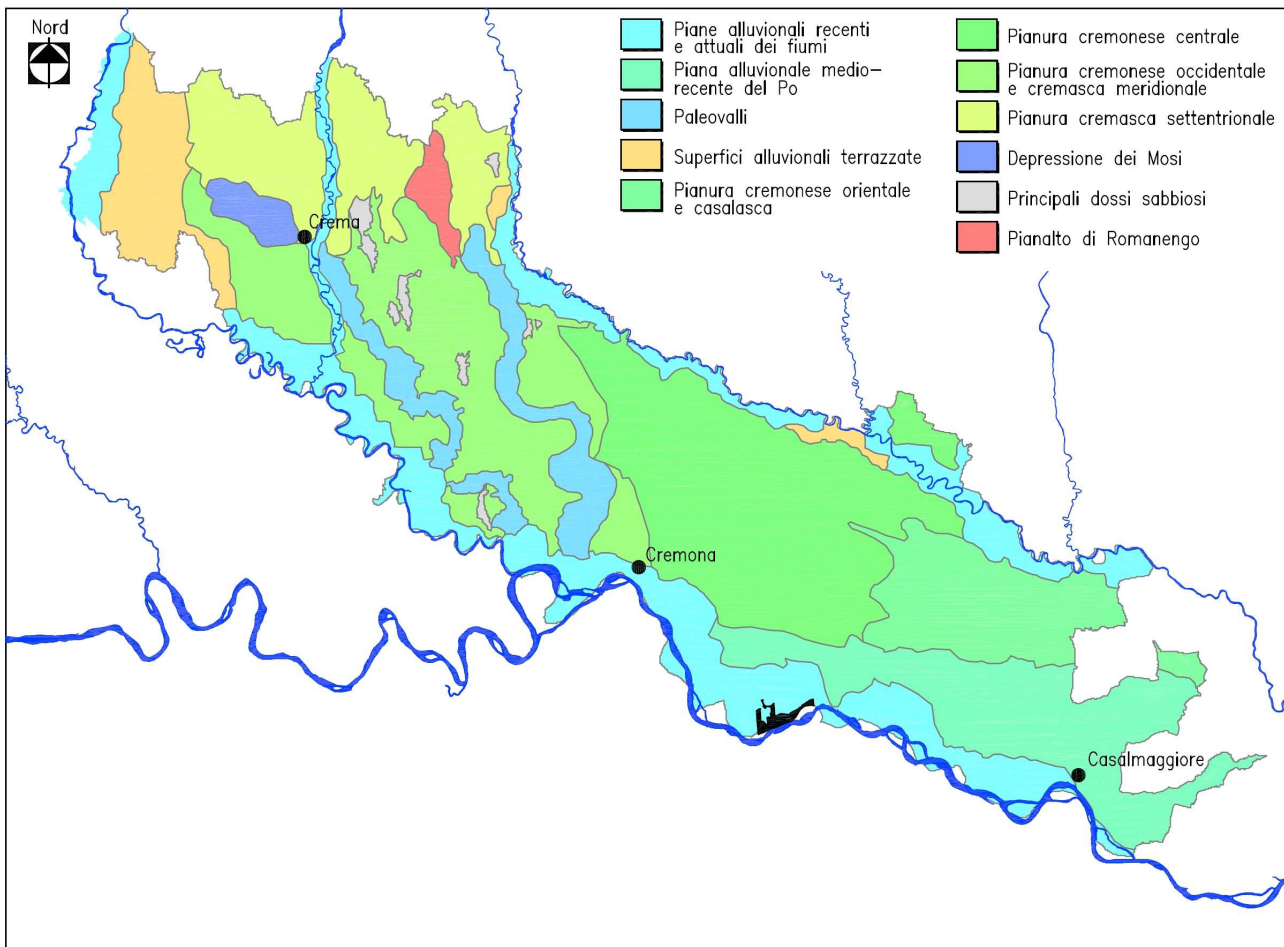 Nord
Piane alluvionali recenti
e attuali dei fiumi
Piana alluvionale medio-
recente del Po
Paleovalli
Superfici alluvionali terrazzate
Pianura cremonese orientale
e casalasca
Pianura cremonese centrale
Pianura cremonese occidentale
e cremasca meridionale
Pianura cremasca settentrionale
Depressione dei Mosi
Principali dossi sabbiosi
Pianalto di Romanengo
Crema
Cremona
Casalmaggiore